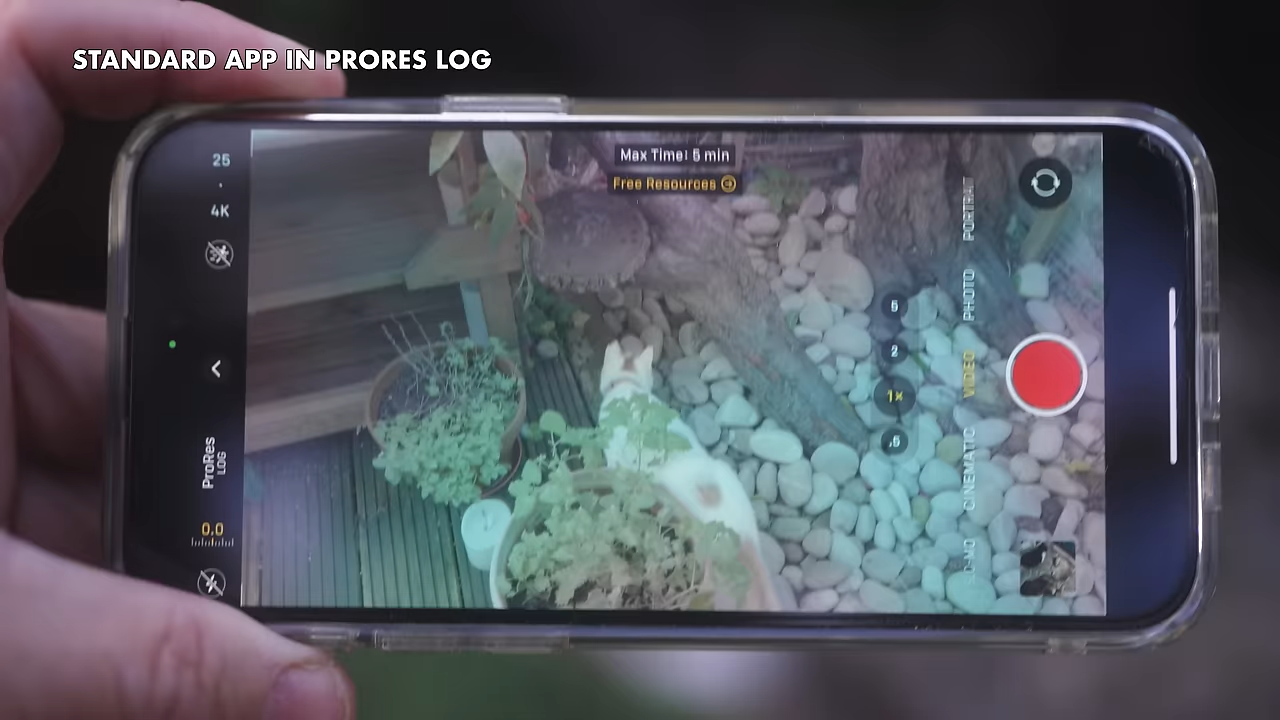 STANDARD APP IN PRORES LOG
Max Time: 5 min
Free Resources
25
4K
ProRes
LOG
0.0
5
2
1×
.5
PORTRAIT
PHOTO
VIDEO
CINEMATIC